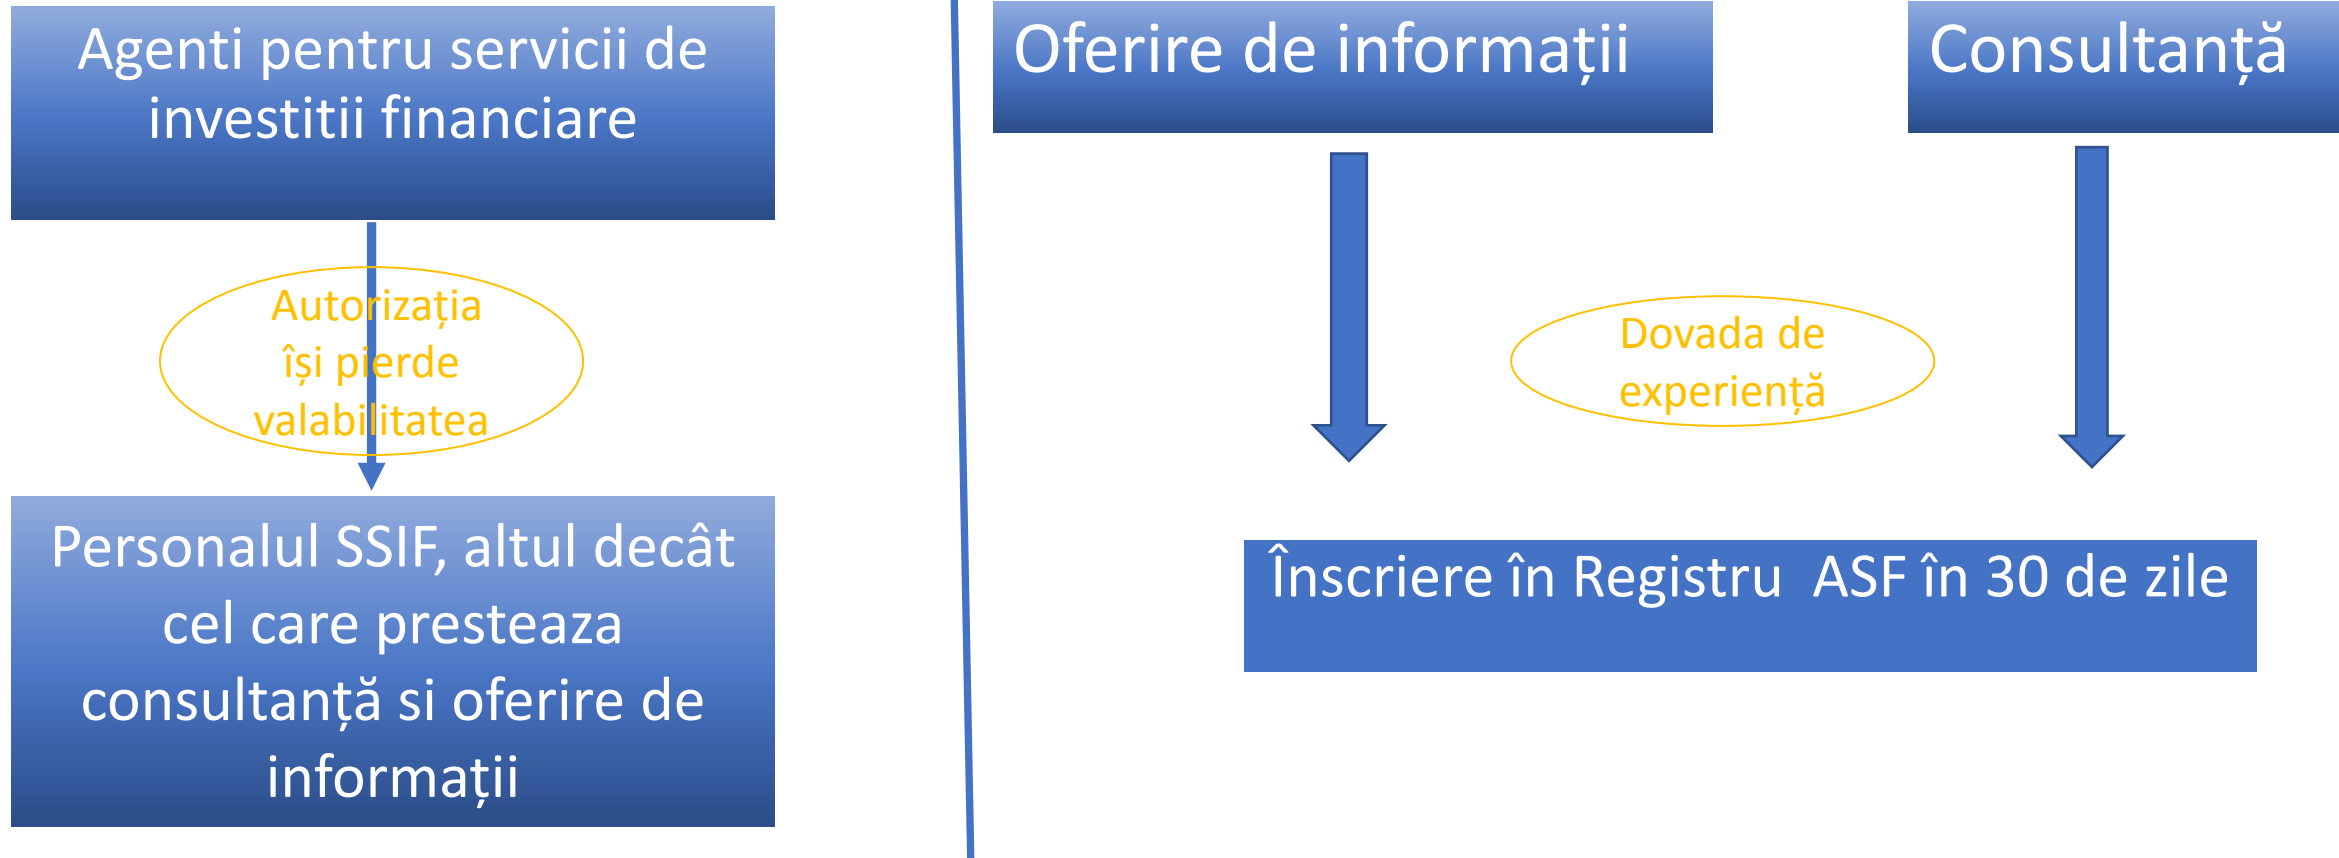 Agenti pentru servicii de
investitii financiare
Autorizația
își pierde
valabilitatea
Personalul SSIF, altul decât
cel care presteaza
consultanță si oferire de
informații
Oferire de informații
Consultanță
Dovada de
experiență
Înscriere în Registru  ASF în 30 de zile